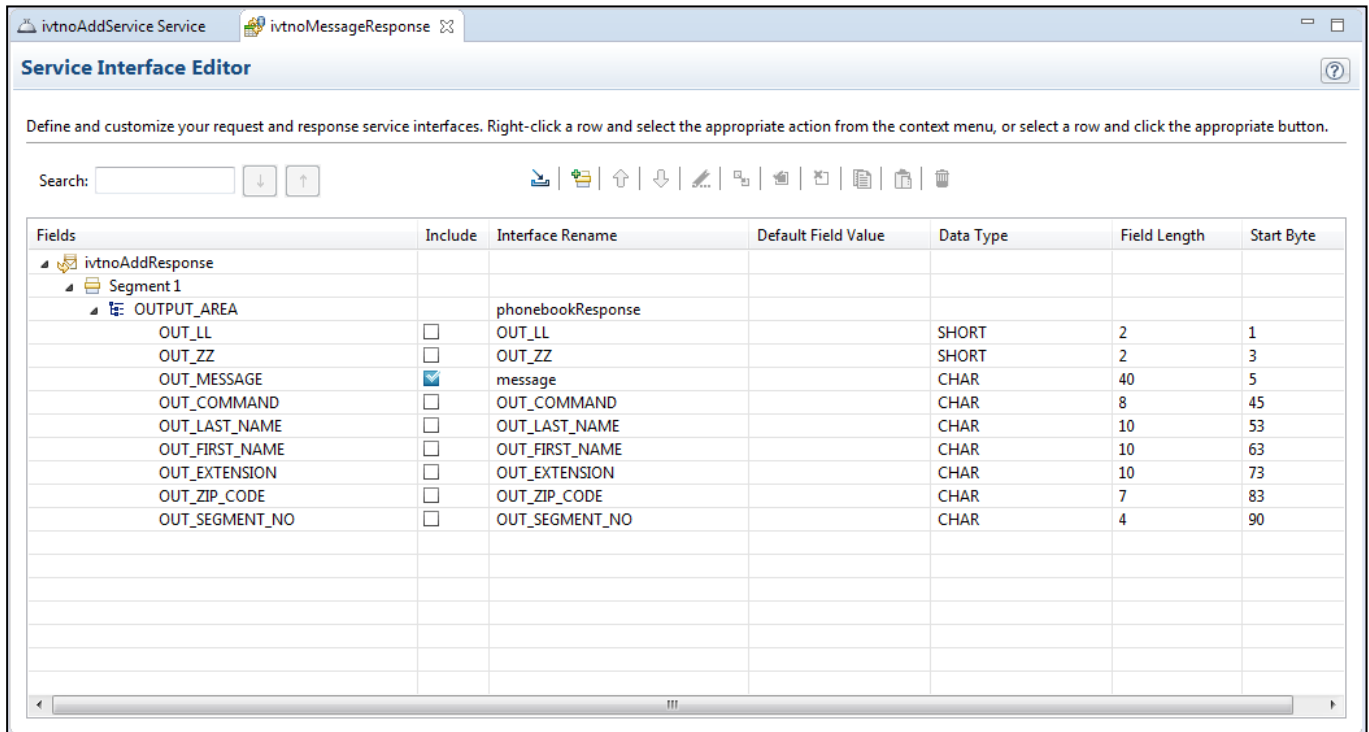 ivtnoAddService Service ivtnoMessageResponse
Service Interface Editor
Define and customize your request and response service interfaces. Right-click a row and select the appropriate action from the context menu, or select a row and click the appropriate button.
Search:
Fields Include Interface Rename Default Field Value Data Type Field Length Start Byte
ivtnoAddResponse
Segment 1
OUTPUT_AREA phonebookResponse
OUT_LL OUT_LL SHORT 2 1
OUT_ZZ OUT_ZZ SHORT 2 3
OUT_MESSAGE message CHAR 40 5
OUT_COMMAND OUT_COMMAND CHAR 8 45
OUT_LAST_NAME OUT_LAST_NAME CHAR 10 53
OUT_FIRST_NAME OUT_FIRST_NAME CHAR 10 63
OUT_EXTENSION OUT_EXTENSION CHAR 10 73
OUT_ZIP_CODE OUT_ZIP_CODE CHAR 7 83
OUT_SEGMENT_NO OUT_SEGMENT_NO CHAR 4 90